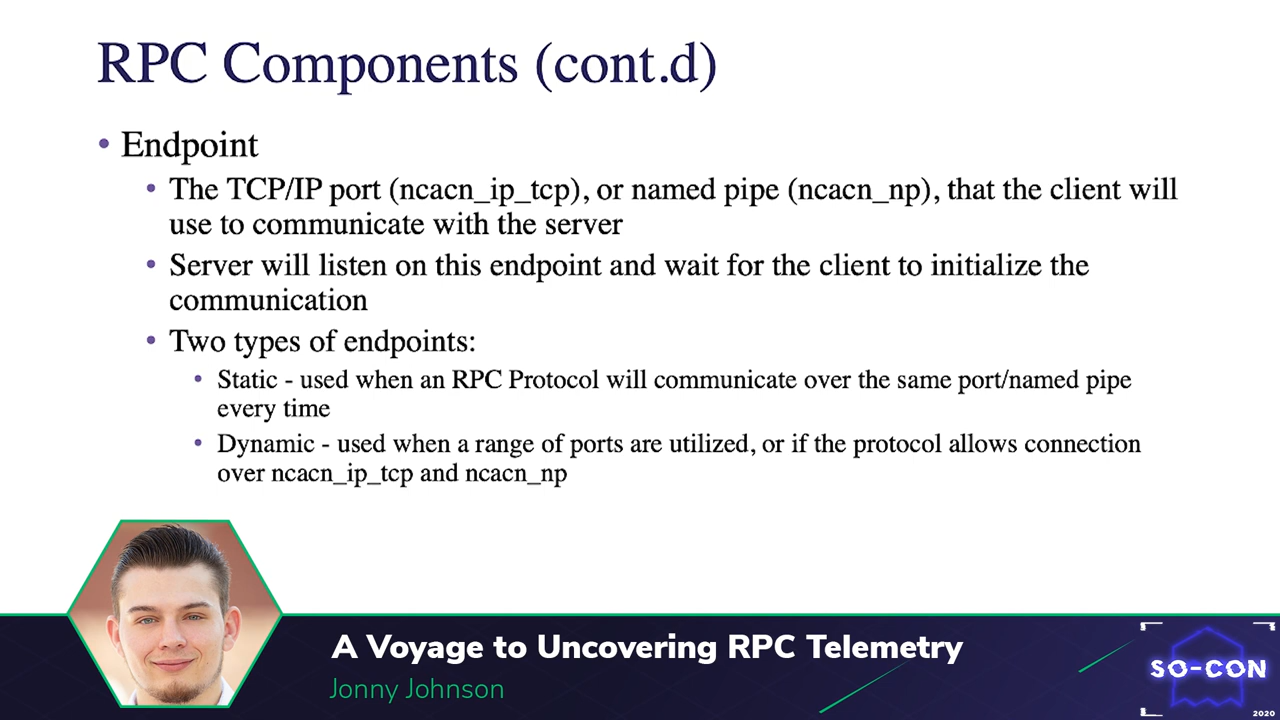 RPC Components (cont.d)
• Endpoint
• The TCP/IP port (ncacn_ip_tcp), or named pipe (ncacn_np), that the client will
use to communicate with the server
• Server will listen on this endpoint and wait for the client to initialize the
communication
• Two types of endpoints:
• Static - used when an RPC Protocol will communicate over the same port/named pipe
every time
• Dynamic - used when a range of ports are utilized, or if the protocol allows connection
over ncacn_ip_tcp and ncacn_np
A Voyage to Uncovering RPC Telemetry
Jonny Johnson
SO-CON
2020